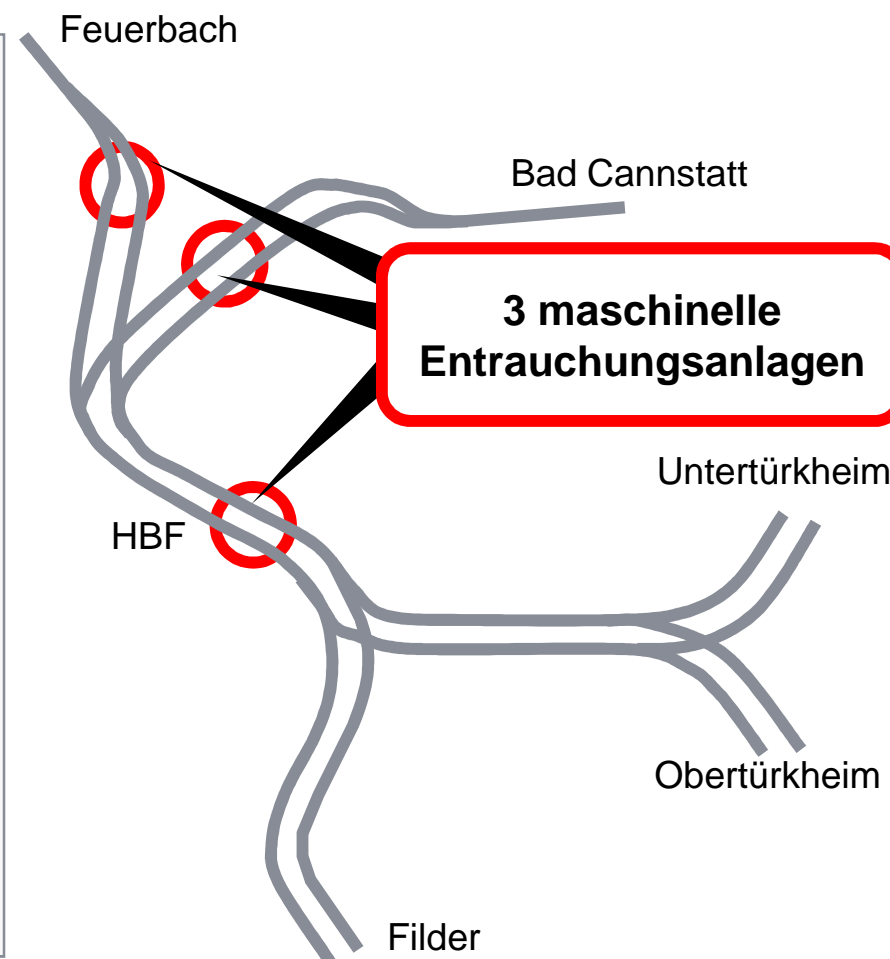 Feuerbach
Bad Cannstatt
3 maschinelle
Entrauchungsanlagen
Untertürkheim
HBF
Obertürkheim
Filder